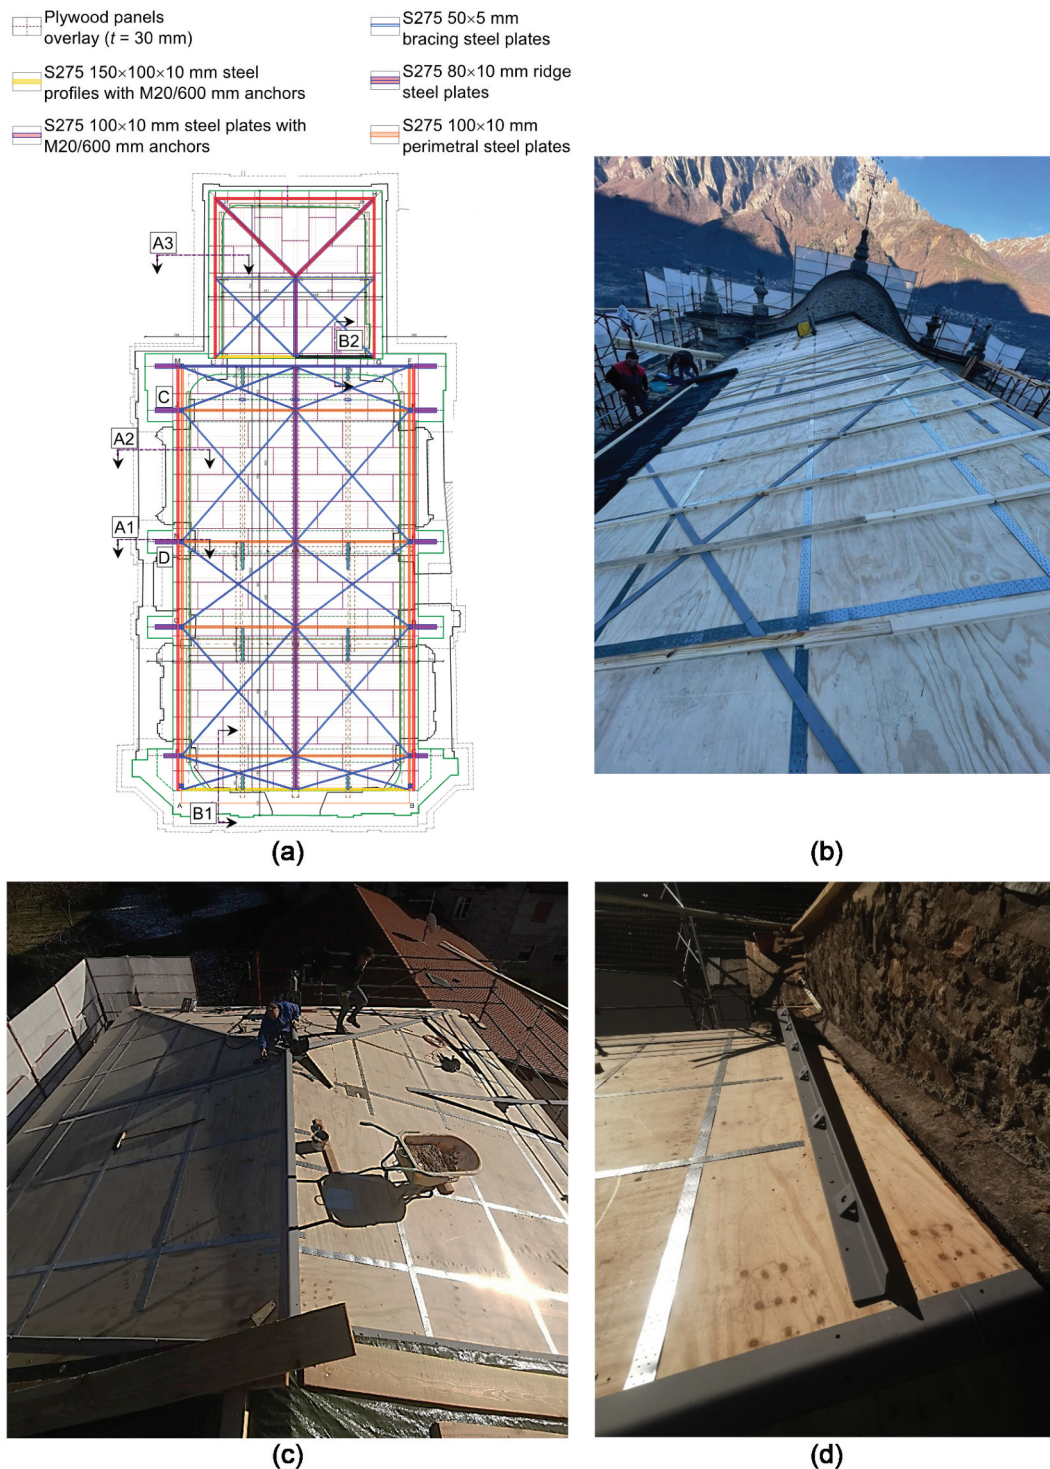 Plywood panels
overlay (t = 30 mm)
S275 150×100×10 mm steel
profiles with M20/600 mm anchors
S275 100×10 mm steel plates with
M20/600 mm anchors
S275 50×5 mm
bracing steel plates
S275 80×10 mm ridge
steel plates
S275 100×10 mm
perimetral steel plates
A3
B2
M
L
G
F
C
A2
A1
D
B1
A
B
(a)
(b)
(c)
(d)